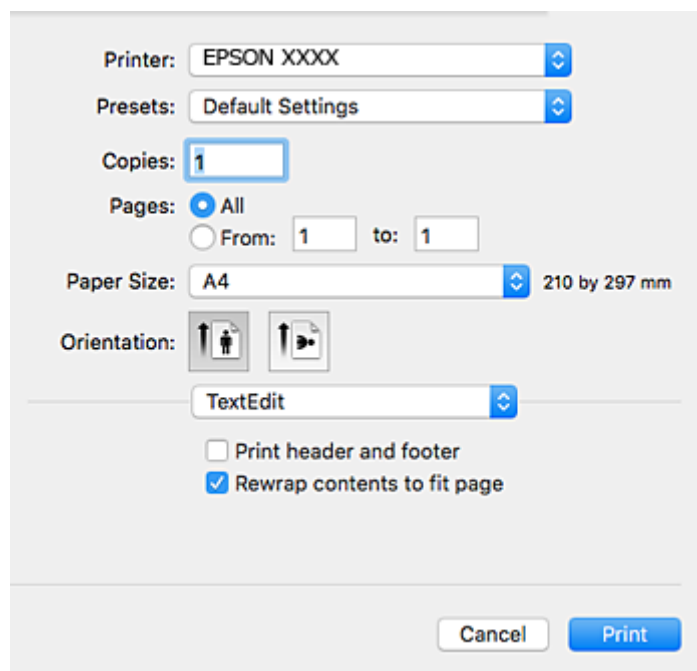 Printer: EPSON XXXX
Presets: Default Settings
Copies: 1
Pages: All
From: 1 to: 1
Paper Size: A4 210 by 297 mm
Orientation:
TextEdit
Print header and footer
Rewrap contents to fit page
Cancel Print